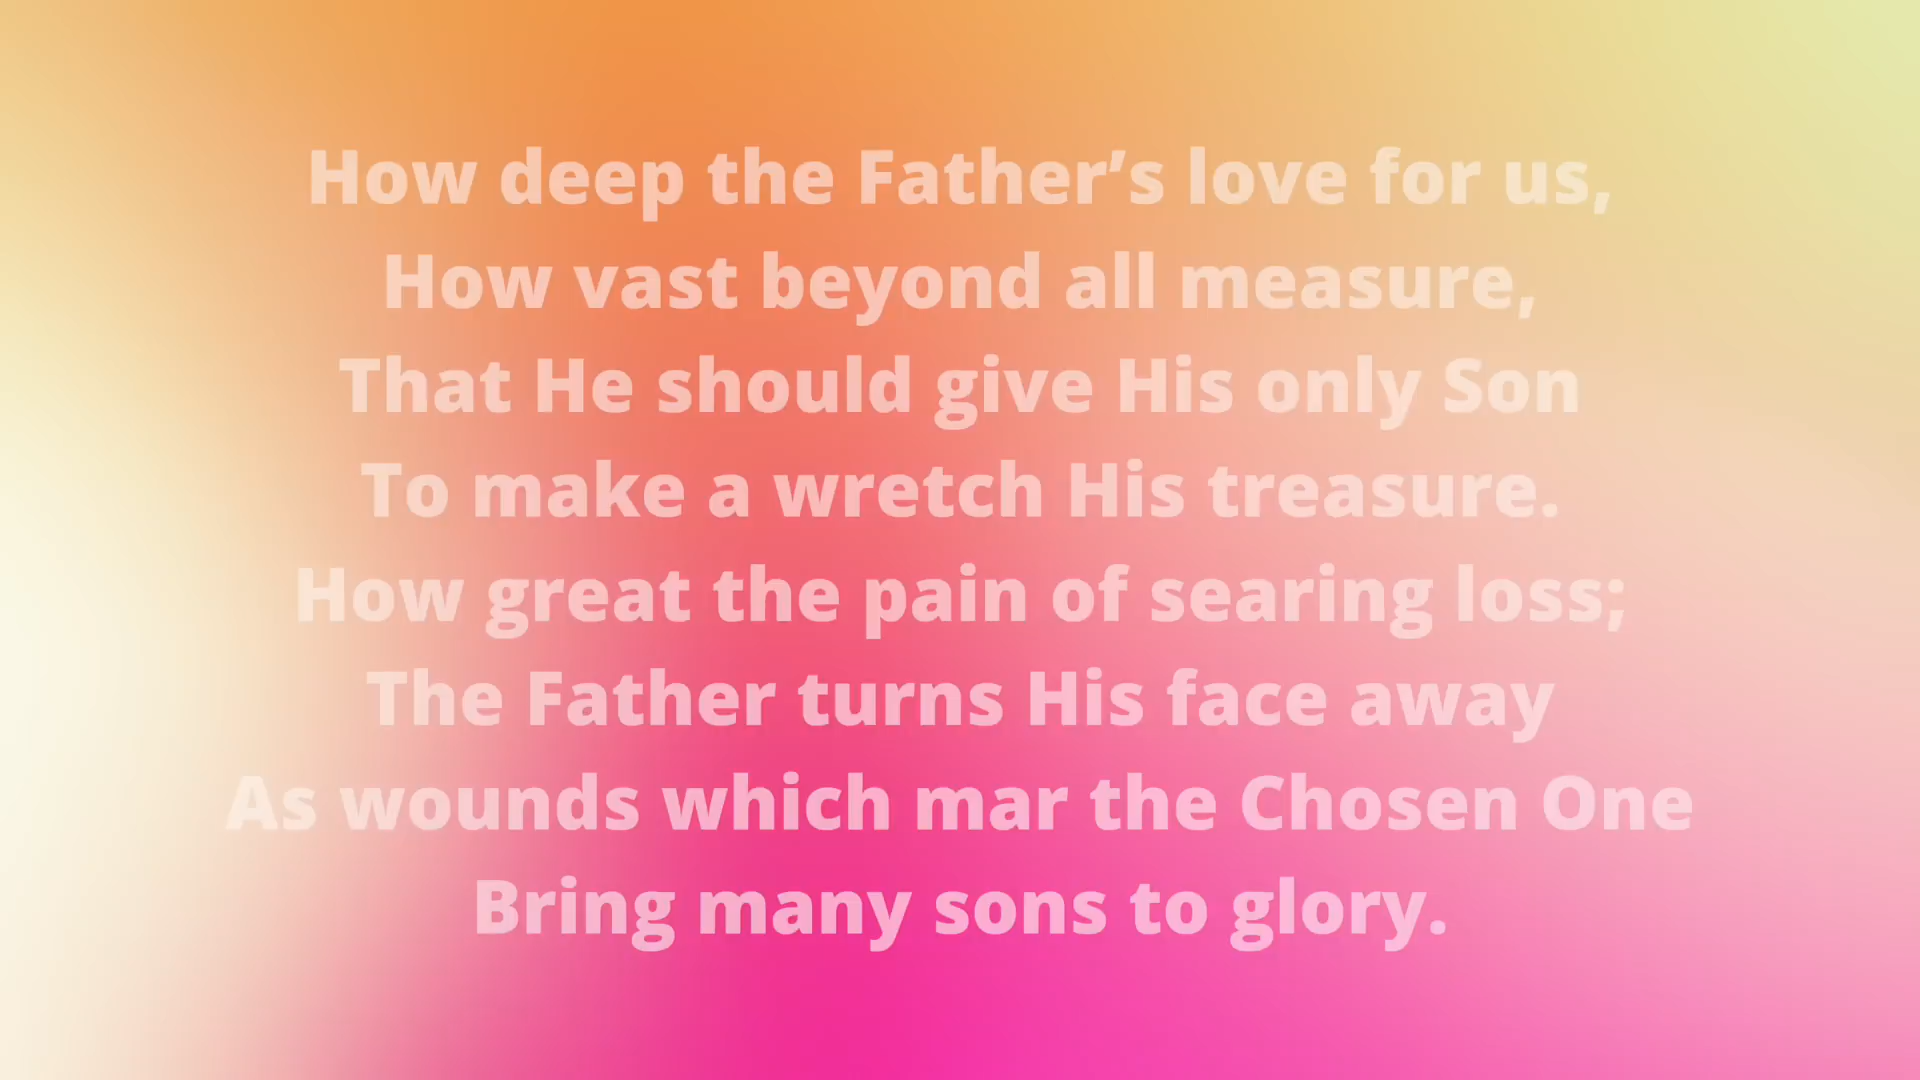 How deep the Father’s love for us,
How vast beyond all measure,
That He should give His only Son
To make a wretch His treasure.
How great the pain of searing loss;
The Father turns His face away
As wounds which mar the Chosen One
Bring many sons to glory.